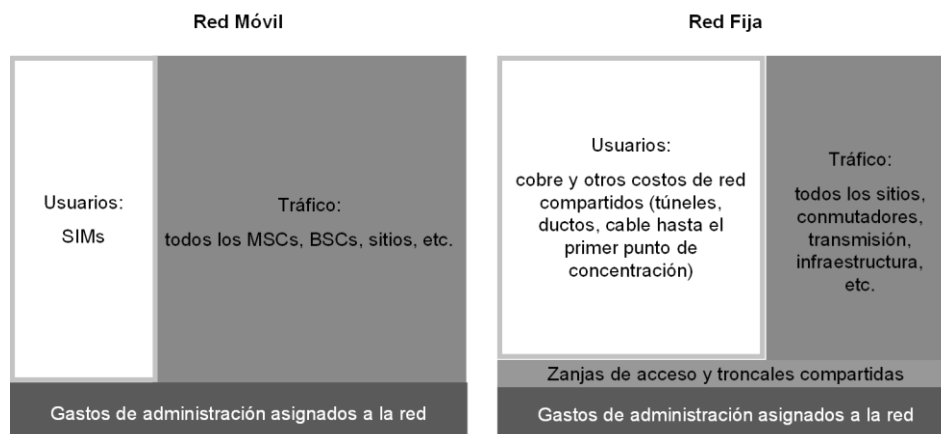 Red Móvil
Usuarios:
SIMs
Tráfico:
todos los MSCs, BSCs, sitios, etc.
Gastos de administración asignados a la red
Red Fija
Usuarios:
cobre y otros costos de red
compartidos (túneles,
ductos, cable hasta el
primer punto de
concentración)
Tráfico:
todos los sitios,
conmutadores,
transmisión,
infraestructura,
etc.
Zanjas de acceso y troncales compartidas
Gastos de administración asignados a la red